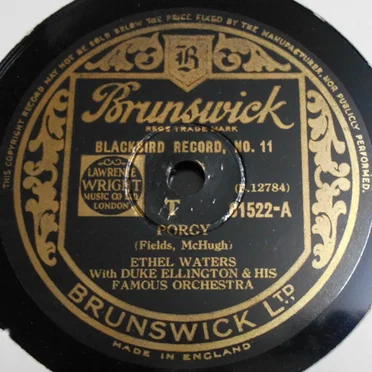 THIS COPYRIGHT RECORD MAY NOT BE SOLD BELOW THE PRICE FIXED BY THE MANUFACTURER, NOR PUBLICLY PERFORMED.
B
Brunswick
REGD TRADE MARK
BLACKBIRD RECORD, NO. 11
LAWRENCE
WRIGHT
MUSIC CO LTD
LONDON
(E.12784)
T
01522-A
PORGY
(Fields, McHugh)
ETHEL WATERS
With DUKE ELLINGTON & HIS
FAMOUS ORCHESTRA
BRUNSWICK LTD.
MADE IN ENGLAND